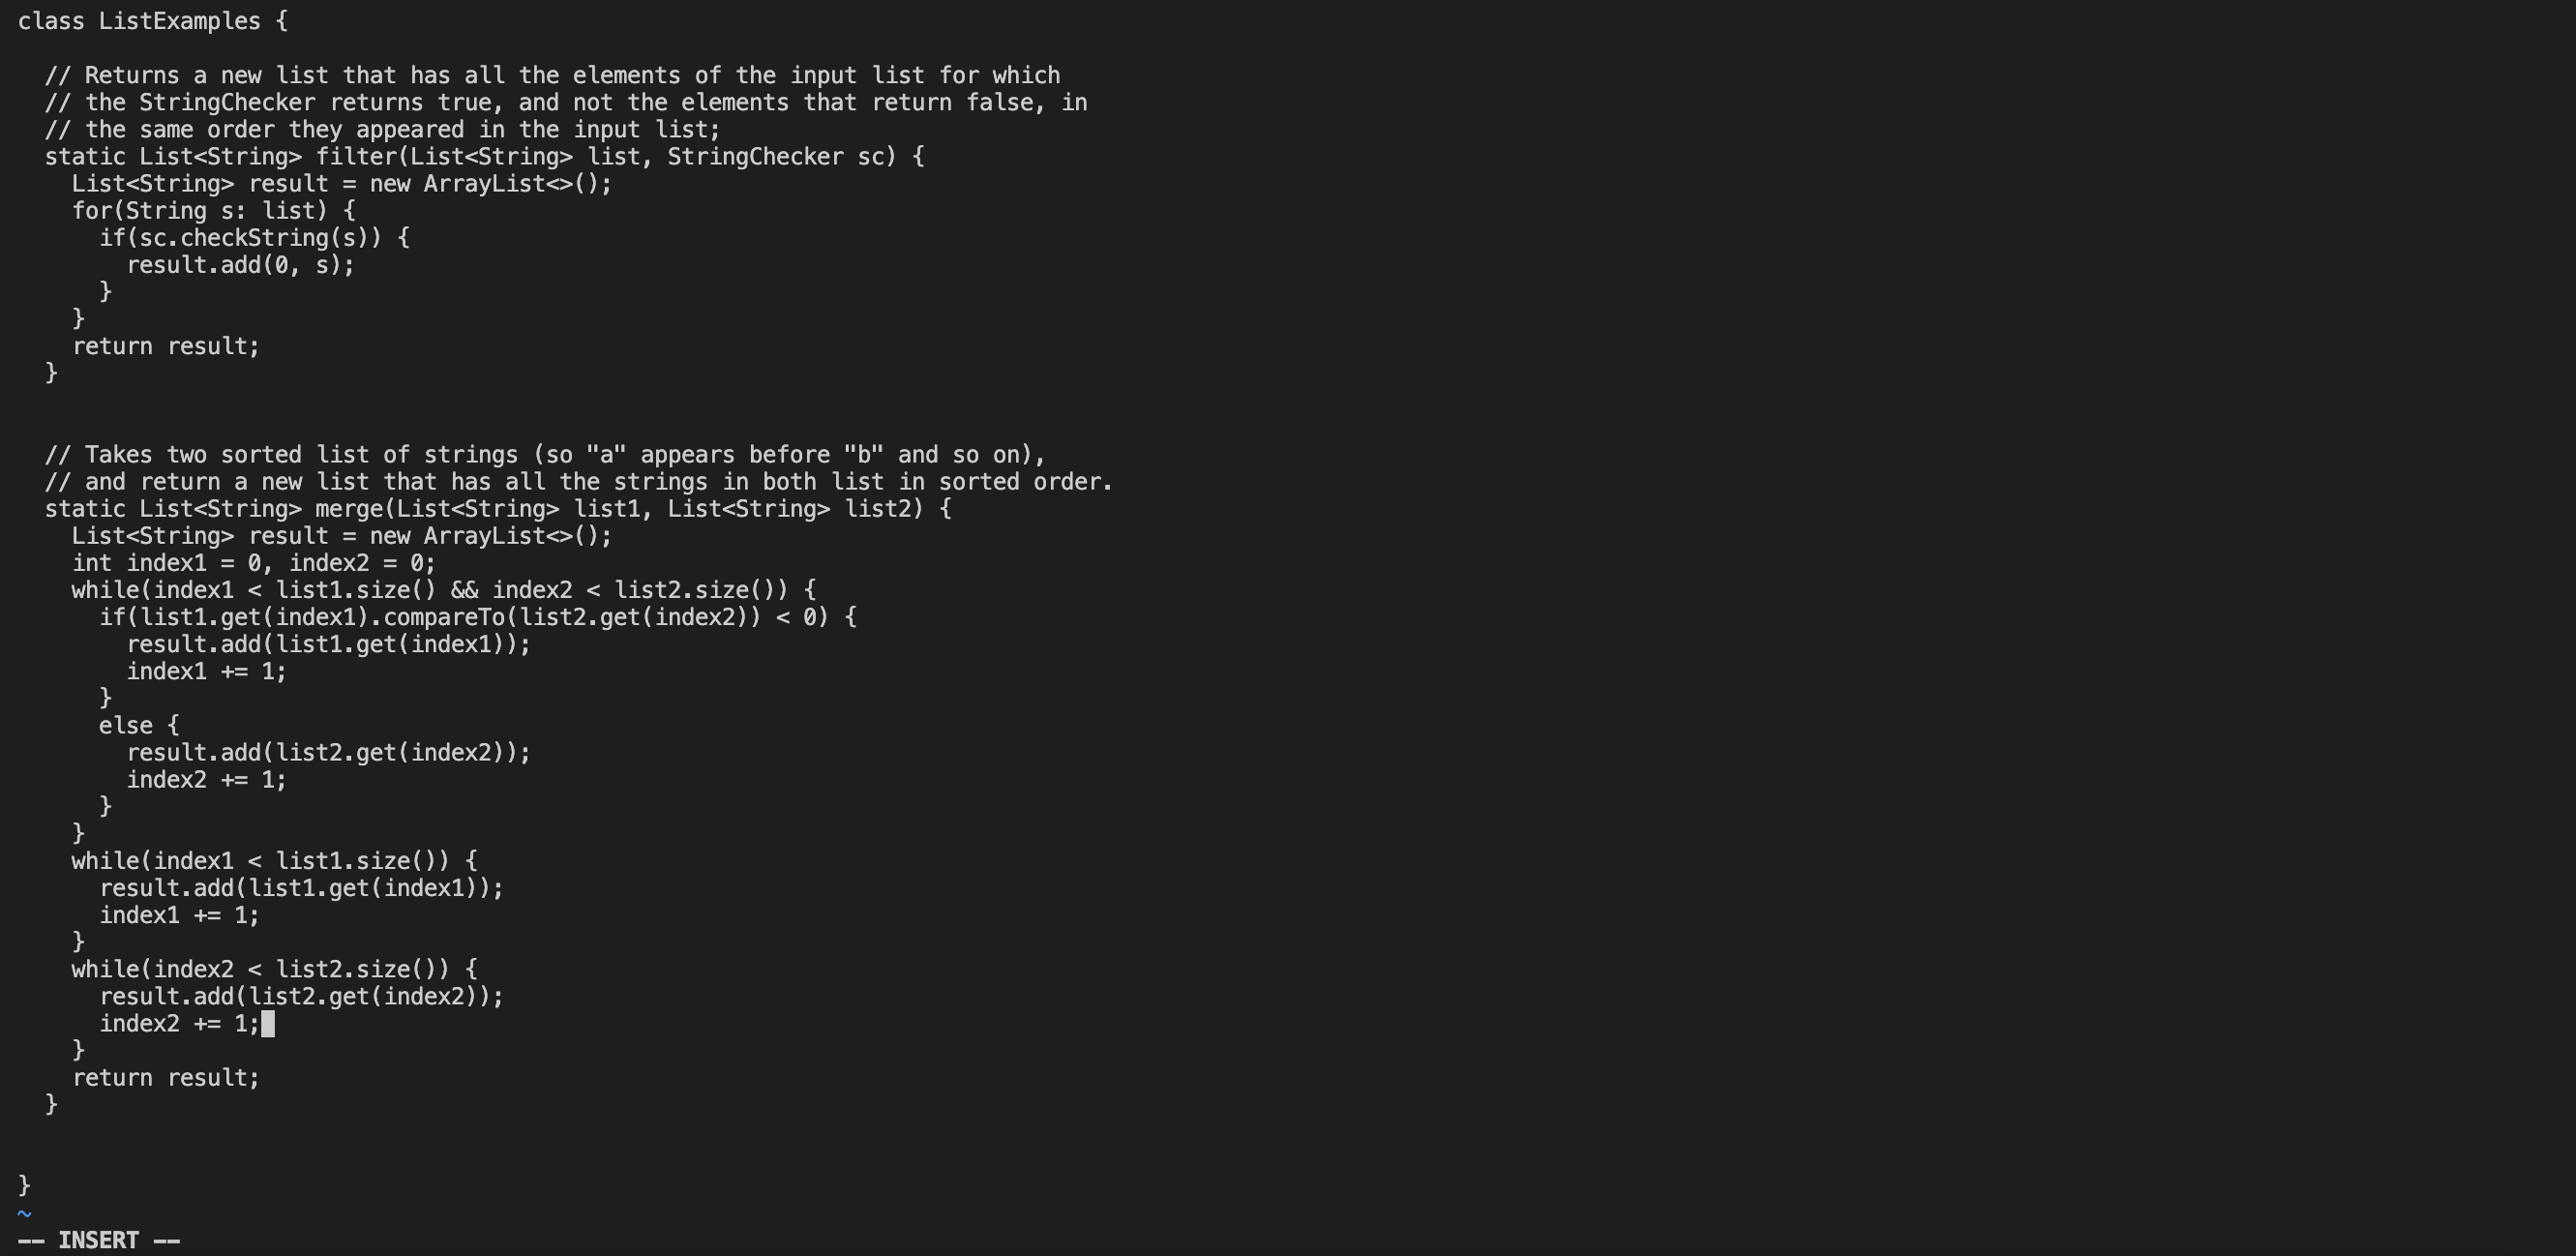 class ListExamples {

  // Returns a new list that has all the elements of the input list for which
  // the StringChecker returns true, and not the elements that return false, in
  // the same order they appeared in the input list;
  static List<String> filter(List<String> list, StringChecker sc) {
    List<String> result = new ArrayList<>();
    for(String s: list) {
      if(sc.checkString(s)) {
        result.add(0, s);
      }
    }
    return result;
  }


  // Takes two sorted list of strings (so "a" appears before "b" and so on),
  // and return a new list that has all the strings in both list in sorted order.
  static List<String> merge(List<String> list1, List<String> list2) {
    List<String> result = new ArrayList<>();
    int index1 = 0, index2 = 0;
    while(index1 < list1.size() && index2 < list2.size()) {
      if(list1.get(index1).compareTo(list2.get(index2)) < 0) {
        result.add(list1.get(index1));
        index1 += 1;
      }
      else {
        result.add(list2.get(index2));
        index2 += 1;
      }
    }
    while(index1 < list1.size()) {
      result.add(list1.get(index1));
      index1 += 1;
    }
    while(index2 < list2.size()) {
      result.add(list2.get(index2));
      index2 += 1;
    }
    return result;
  }


}
~
-- INSERT --